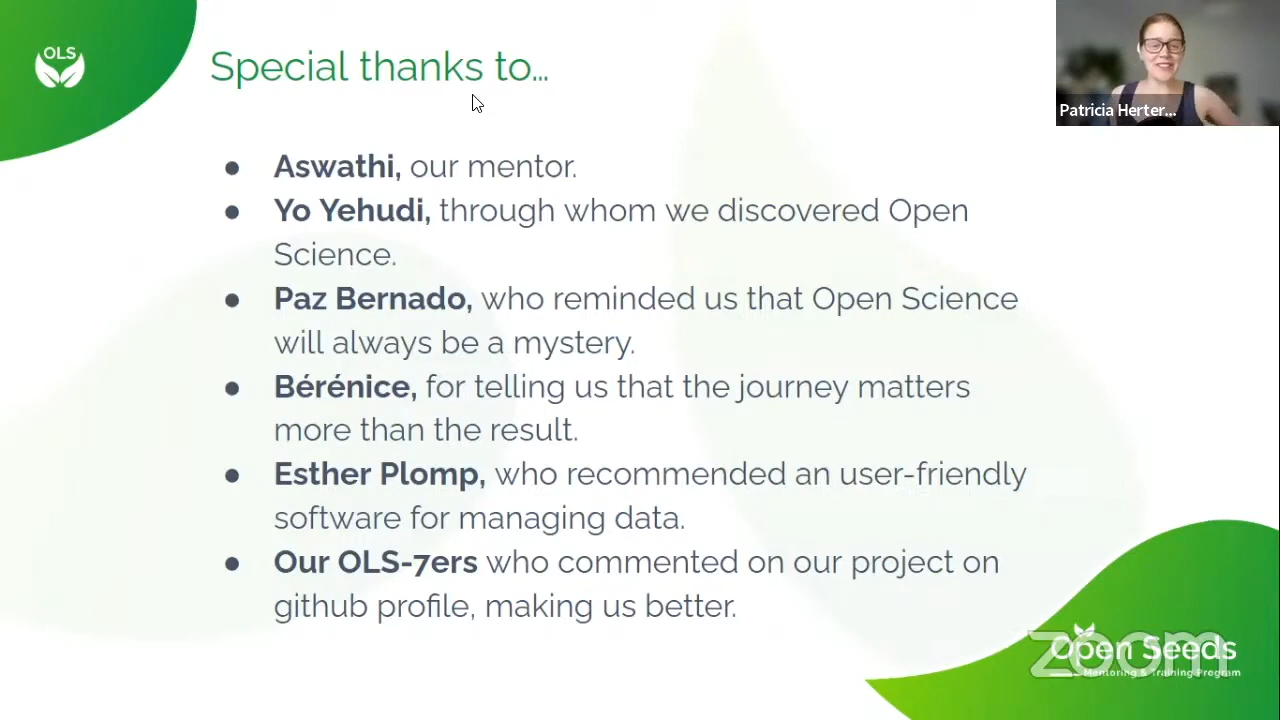 OLS
Special thanks to...
Patricia Herter...
● Aswathi, our mentor.
● Yo Yehudi, through whom we discovered Open
Science.
● Paz Bernado, who reminded us that Open Science
will always be a mystery.
● Bérénice, for telling us that the journey matters
more than the result.
● Esther Plomp, who recommended an user-friendly
software for managing data.
● Our OLS-7ers who commented on our project on
github profile, making us better.
Open Seeds
zoom
Mentoring & Training Program